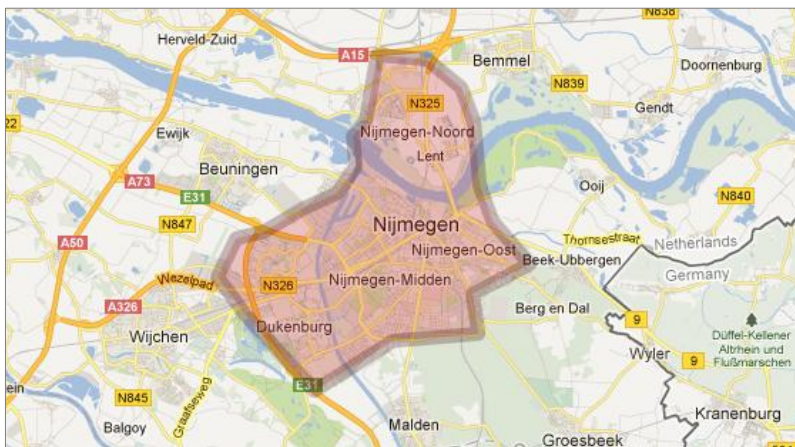 N838
Herveld-Zuid
A15
Bemmel
Doornenburg
N839
N325
Gendt
Nijmegen-Noord
22
Ewijk
Lent
Beuningen
A73
Ooij
E31
N840
N847
Nijmegen
A50
Thornsestraat
Netherlands
Nijmegen-Oost
Beek-Ubbergen
Germany
Wezelpad
N326
Nijmegen-Midden
A326
Berg en Dal
9
Dukenburg
Wijchen
Düffel-Kellener
Altrhein und
Flußmarschen
Wyler
9
E31
N845
Graafseweg
Kranenburg
Balgoy
Malden
Groesbeek